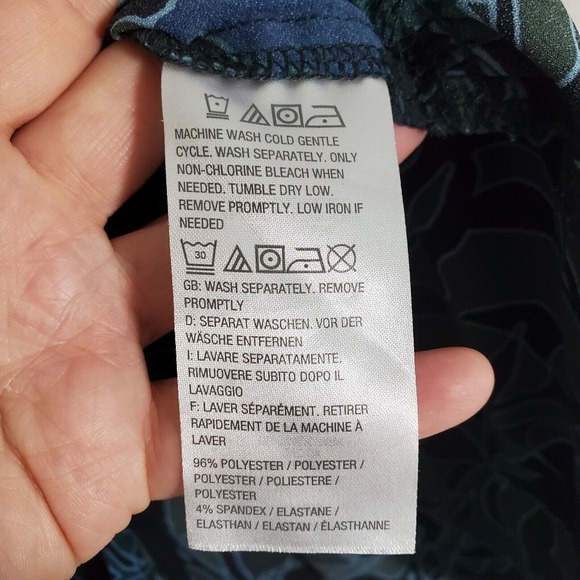 MACHINE WASH COLD GENTLE
CYCLE. WASH SEPARATELY. ONLY
NON-CHLORINE BLEACH WHEN
NEEDED. TUMBLE DRY LOW.
REMOVE PROMPTLY. LOW IRON IF
NEEDED
30
GB: WASH SEPARATELY. REMOVE
PROMPTLY
D: SEPARAT WASCHEN. VOR DER
WÄSCHE ENTFERNEN
I: LAVARE SEPARATAMENTE.
RIMUOVERE SUBITO DOPO IL
LAVAGGIO
F: LAVER SÉPARÉMENT. RETIRER
RAPIDEMENT DE LA MACHINE À
LAVER
96% POLYESTER / POLYESTER /
POLYESTER / POLIESTERE /
POLYESTER
4% SPANDEX / ELASTANE /
ELASTHAN / ELASTAN / ÉLASTHANNE